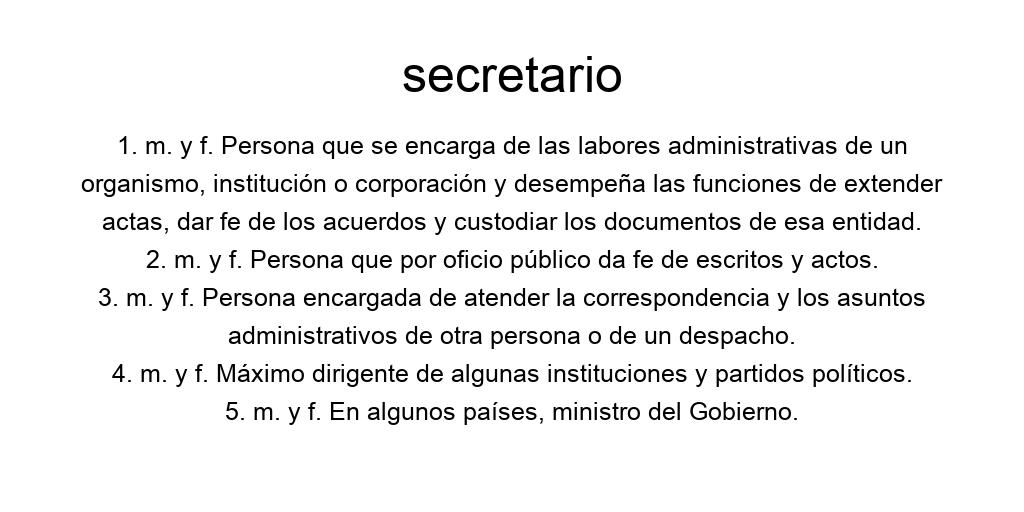 secretario
1. m. y f. Persona que se encarga de las labores administrativas de un
organismo, institución o corporación y desempeña las funciones de extender
actas, dar fe de los acuerdos y custodiar los documentos de esa entidad.
2. m. y f. Persona que por oficio público da fe de escritos y actos.
3. m. y f. Persona encargada de atender la correspondencia y los asuntos
administrativos de otra persona o de un despacho.
4. m. y f. Máximo dirigente de algunas instituciones y partidos políticos.
5. m. y f. En algunos países, ministro del Gobierno.